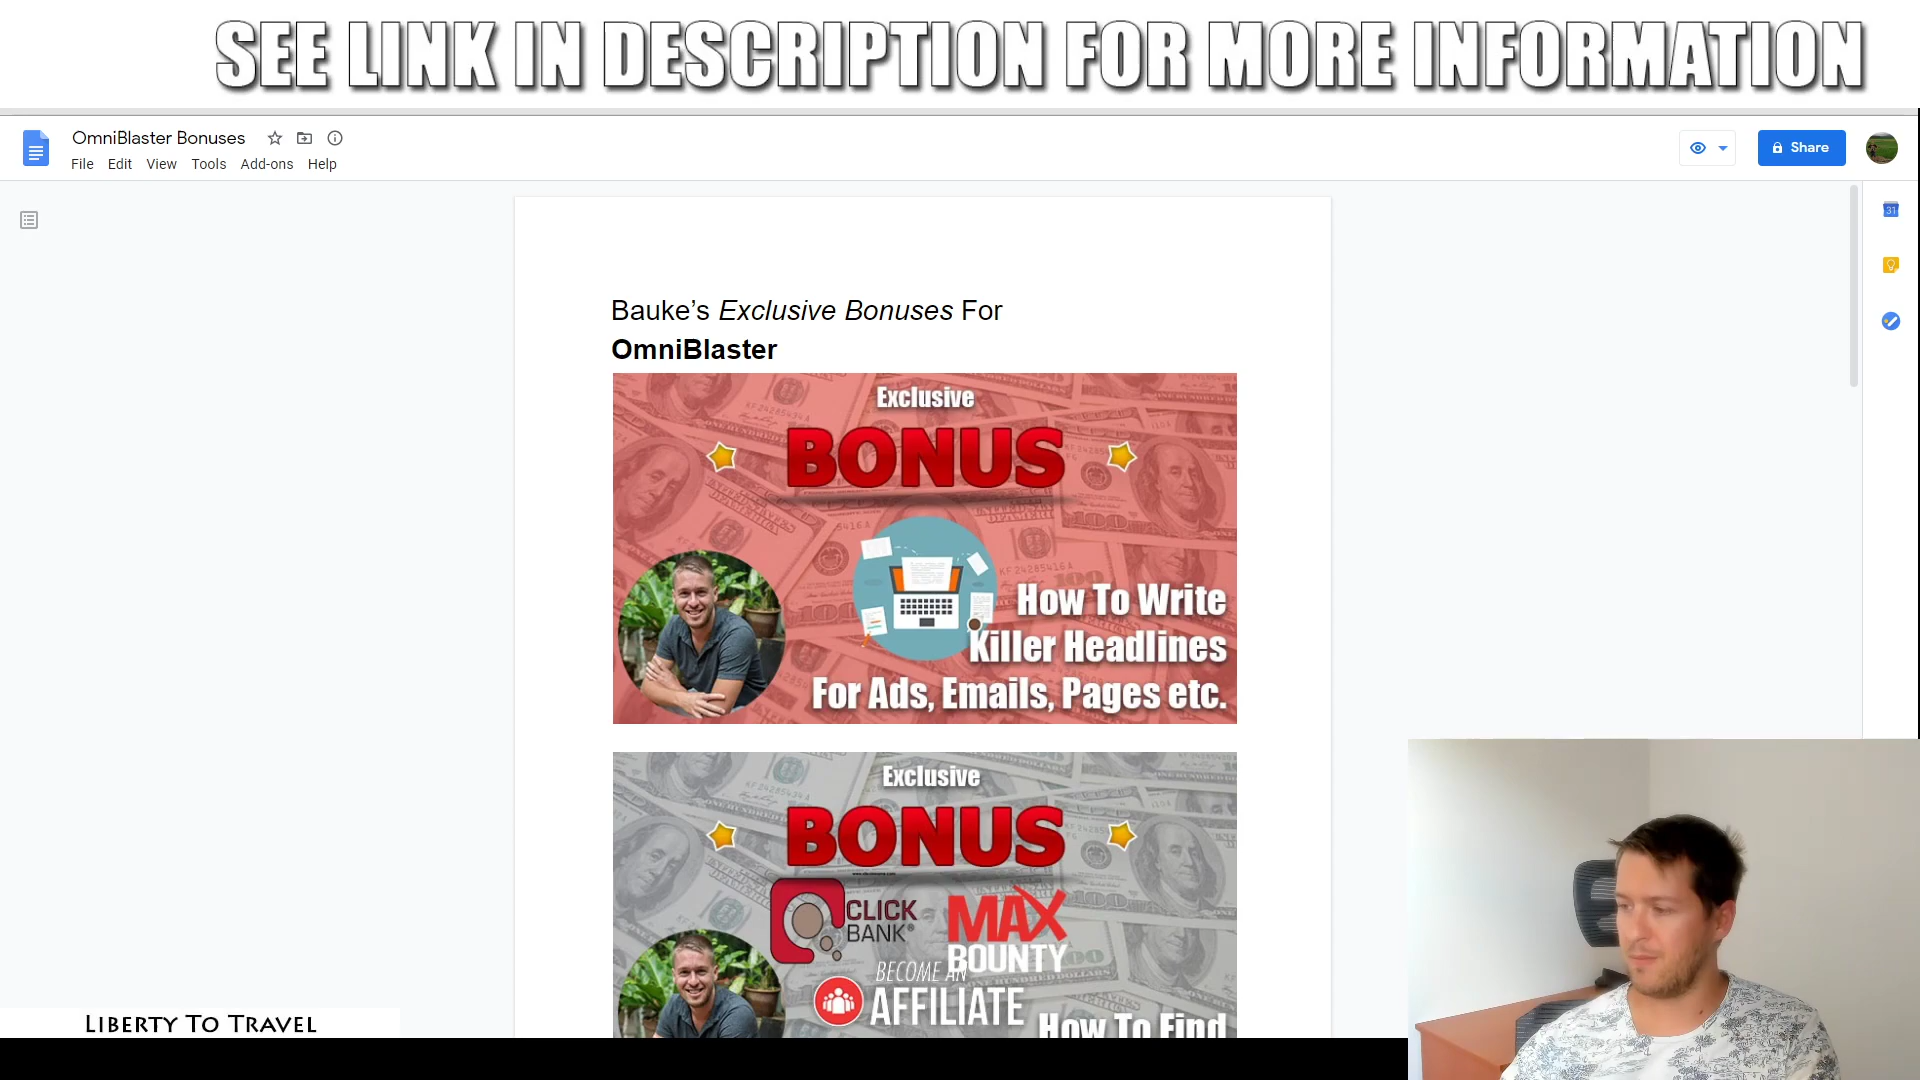 SEE LINK IN DESCRIPTION FOR MORE INFORMATION
OmniBlaster Bonuses
File Edit View Tools Add-ons Help
Share
31
Bauke’s Exclusive Bonuses For
OmniBlaster
Exclusive
BONUS
How To Write
Killer Headlines
For Ads, Emails, Pages etc.
Exclusive
BONUS
CLICK
BANK®
MAX
BOUNTY
BECOME AN
AFFILIATE
How To Find
LIBERTY TO TRAVEL